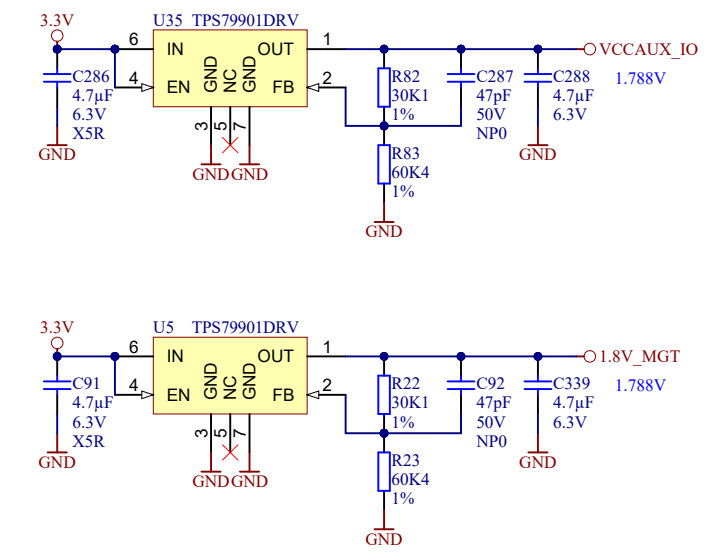 3.3V
U35 TPS79901DRV
6 IN OUT 1
VCCAUX_IO
C286
4.7µF
6.3V
X5R
4 EN GND NC GND FB 2
R82
30K1
1%
C287
47pF
50V
NP0
C288
4.7µF
6.3V
1.788V
3 5 7
GND
GND GND
R83
60K4
1%
GND
GND
3.3V
U5 TPS79901DRV
6 IN OUT 1
1.8V_MGT
C91
4.7µF
6.3V
X5R
4 EN GND NC GND FB 2
R22
30K1
1%
C92
47pF
50V
NP0
C339
4.7µF
6.3V
1.788V
3 5 7
GND
GND GND
R23
60K4
1%
GND
GND